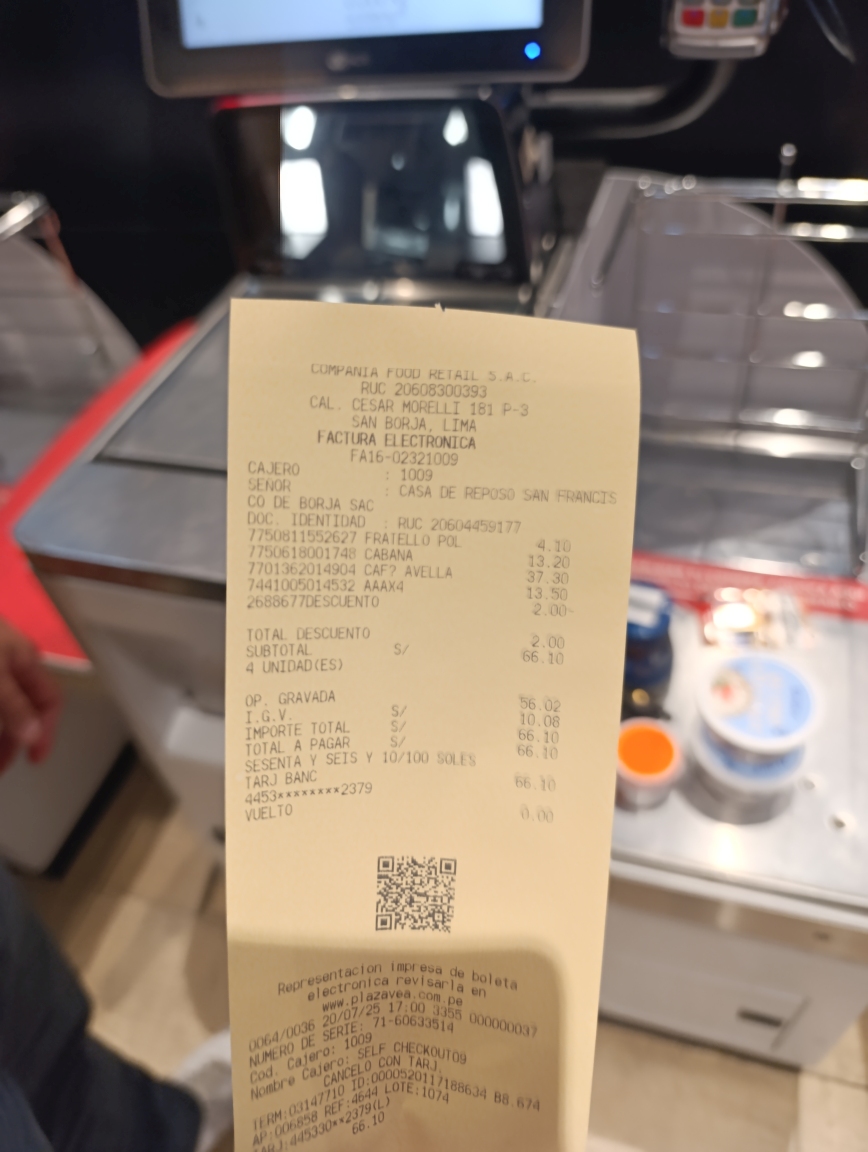 COMPANIA FOOD RETAIL S.A.C.
RUC 20608300393
CAL. CESAR MORELLI 181 P-3
SAN BORJA, LIMA
FACTURA ELECTRONICA
FA16-02321009
CAJERO : 1009
SEÑOR : CASA DE REPOSO SAN FRANCIS
CO DE BORJA SAC
DOC. IDENTIDAD : RUC 20604459177
7750811552627 FRATELLO POL 4.10
7750618001748 CABANA 13.20
7701362014904 CAF? AVELLA 37.30
7441005014532 AAAX4 13.50
2688677DESCUENTO 2.00-
TOTAL DESCUENTO 2.00
SUBTOTAL S/ 66.10
4 UNIDAD(ES)
OP. GRAVADA S/ 56.02
I.G.V. S/ 10.08
IMPORTE TOTAL S/ 66.10
TOTAL A PAGAR S/ 66.10
SESENTA Y SEIS Y 10/100 SOLES
TARJ BANC 66.10
4453********2379
VUELTO 0.00
Representacion impresa de boleta
electronica revisarla en
www.plazavea.com.pe
0064/0036 20/07/25 17:00 3355 000000037
NUMERO DE SERIE: 71-60633514
Cod. Cajero: 1009
Nombre Cajero: SELF CHECKOUT09
CANCELO CON TARJ.
TERM:03147710 ID:0000520117188634 B8.674
AP:006858 REF:4644 LOTE:1074
TARJ:445330**2379(L)
66.10